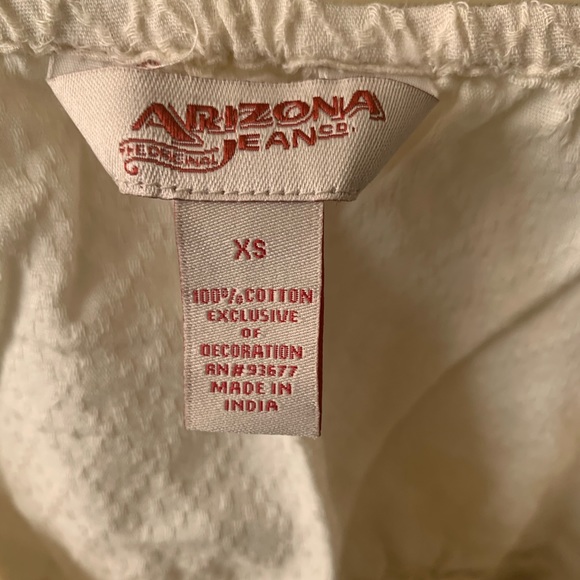 ARIZONA
JEAN CO.
THE ORIGINAL
XS
100% COTTON
EXCLUSIVE
OF
DECORATION
RN#93677
MADE IN
INDIA